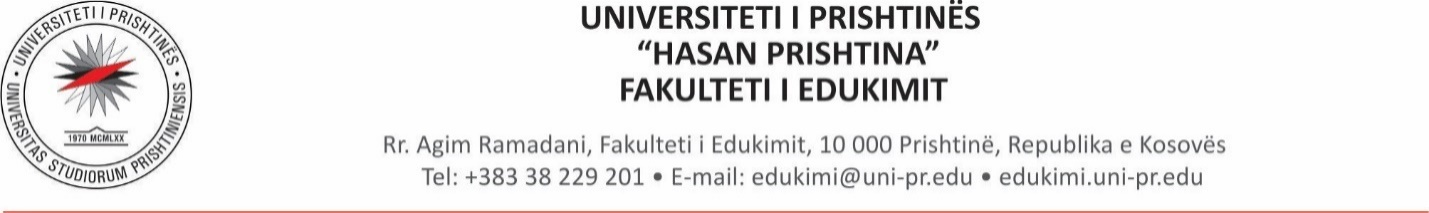 UNIVERSITETI I PRISHTINËS
UNIVERSITAS STUDIORUM PRISHTINIENSIS
1970 MCMLXX
UNIVERSITETI I PRISHTINËS
“HASAN PRISHTINA”
FAKULTETI I EDUKIMIT
Rr. Agim Ramadani, Fakulteti i Edukimit, 10 000 Prishtinë, Republika e Kosovës
Tel: +383 38 229 201 • E-mail: edukimi@uni-pr.edu • edukimi.uni-pr.edu